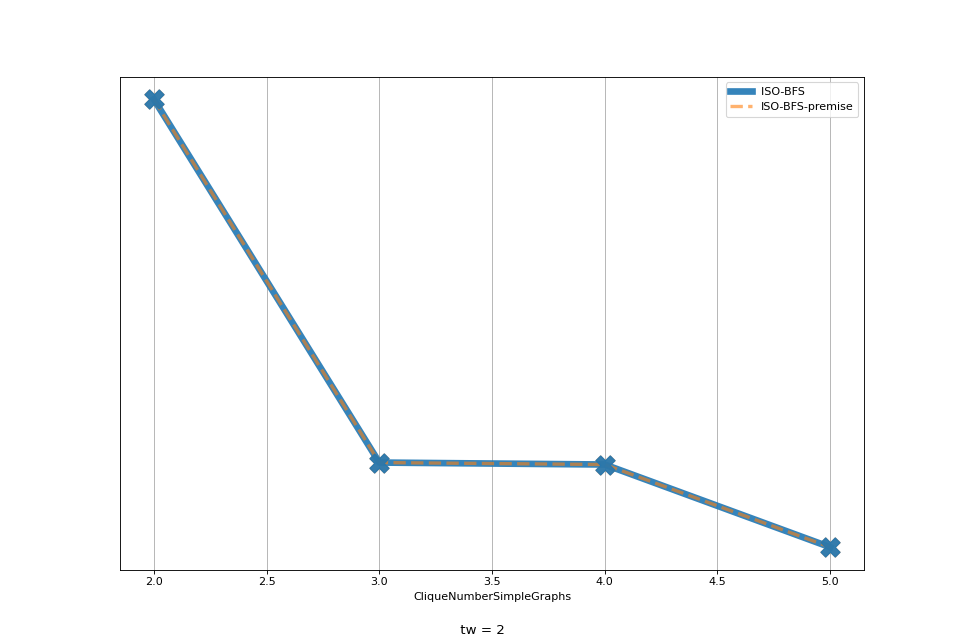 ISO-BFS
ISO-BFS-premise
2.0 2.5 3.0 3.5 4.0 4.5 5.0
CliqueNumberSimpleGraphs
tw = 2